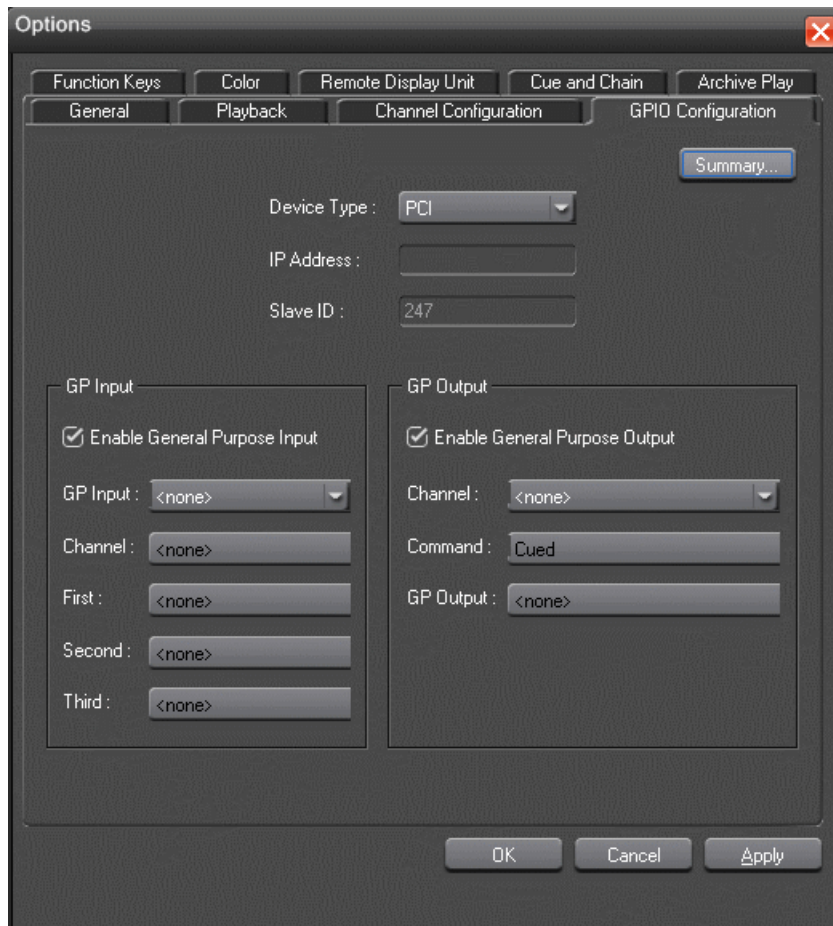 Options
Function Keys Color Remote Display Unit Cue and Chain Archive Play
General Playback Channel Configuration GPIO Configuration
Summary...
Device Type : PCI
IP Address :
Slave ID : 247
GP Input
Enable General Purpose Input
GP Input : <none>
Channel : <none>
First : <none>
Second : <none>
Third : <none>
GP Output
Enable General Purpose Output
Channel : <none>
Command : Cued
GP Output : <none>
OK Cancel Apply